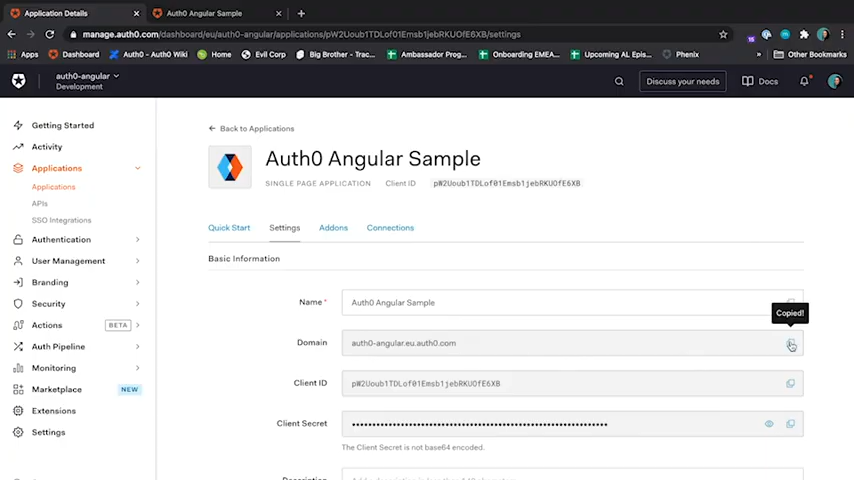 Application Details
Auth0 Angular Sample
manage.auth0.com/dashboard/eu/auth0-angular/applications/pW2Uoub1TDLof01Emsb1jebRKUOfE6XB/settings
Apps
Dashboard
Auth0 - Auth0 Wiki
Home
Evil Corp
Big Brother - Trac...
Ambassador Prog...
Onboarding EMEA...
Upcoming AL Epis...
Phenix
»
Other Bookmarks
auth0-angular
Development
Discuss your needs
Docs
Getting Started
Activity
Applications
Applications
APIs
SSO Integrations
Authentication
User Management
Branding
Security
Actions
BETA
Auth Pipeline
Monitoring
Marketplace
NEW
Extensions
Settings
← Back to Applications
Auth0 Angular Sample
SINGLE PAGE APPLICATION Client ID pW2Uoub1TDLof01Emsb1jebRKUOfE6XB
Quick Start Settings Addons Connections
Basic Information
Name * Auth0 Angular Sample
Copied!
Domain auth0-angular.eu.auth0.com
Client ID pW2Uoub1TDLof01Emsb1jebRKUOfE6XB
Client Secret
The Client Secret is not base64 encoded.